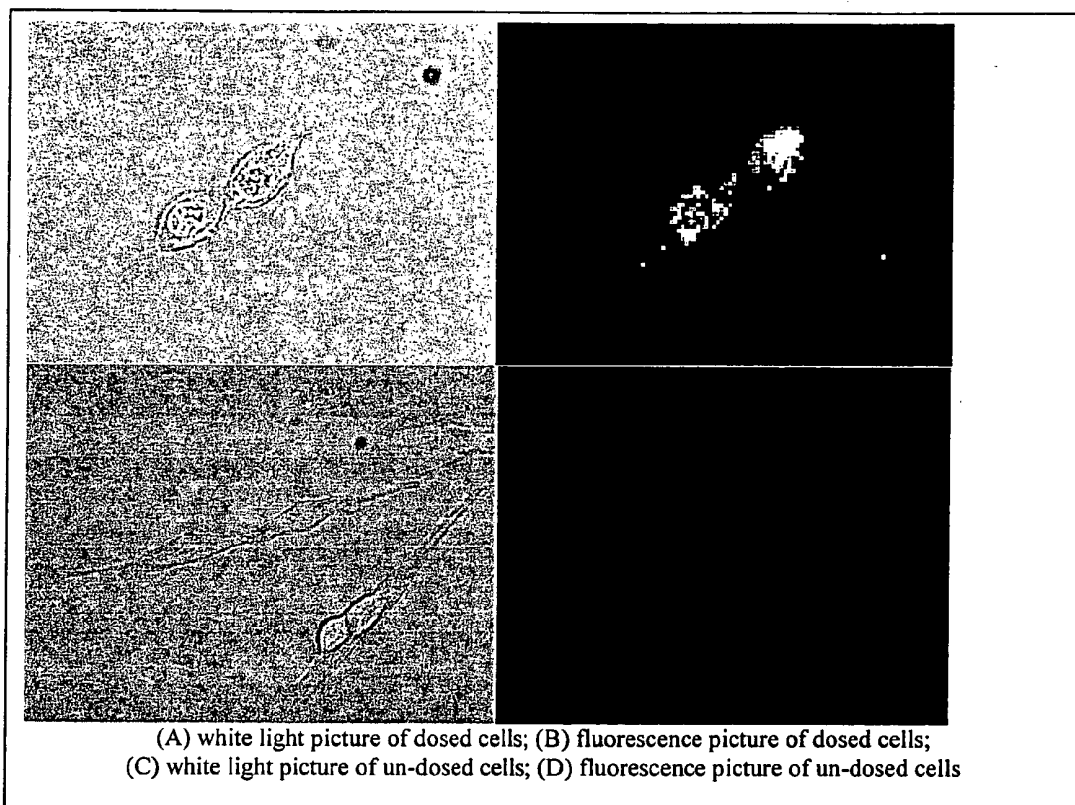 (A) white light picture of dosed cells; (B) fluorescence picture of dosed cells;
(C) white light picture of un-dosed cells; (D) fluorescence picture of un-dosed cells